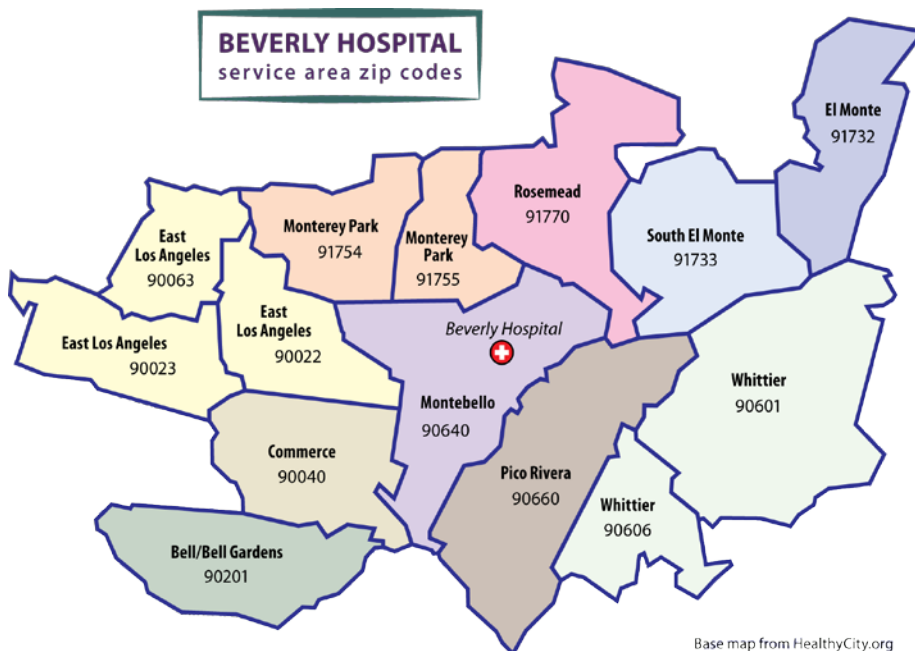 BEVERLY HOSPITAL
service area zip codes
El Monte
91732
Rosemead
91770
Monterey Park
91754
Monterey
Park
91755
South El Monte
91733
East
Los Angeles
90063
East
Los Angeles
90022
East Los Angeles
90023
Beverly Hospital
Montebello
90640
Whittier
90601
Commerce
90040
Pico Rivera
90660
Whittier
90606
Bell/Bell Gardens
90201
Base map from HealthyCity.org